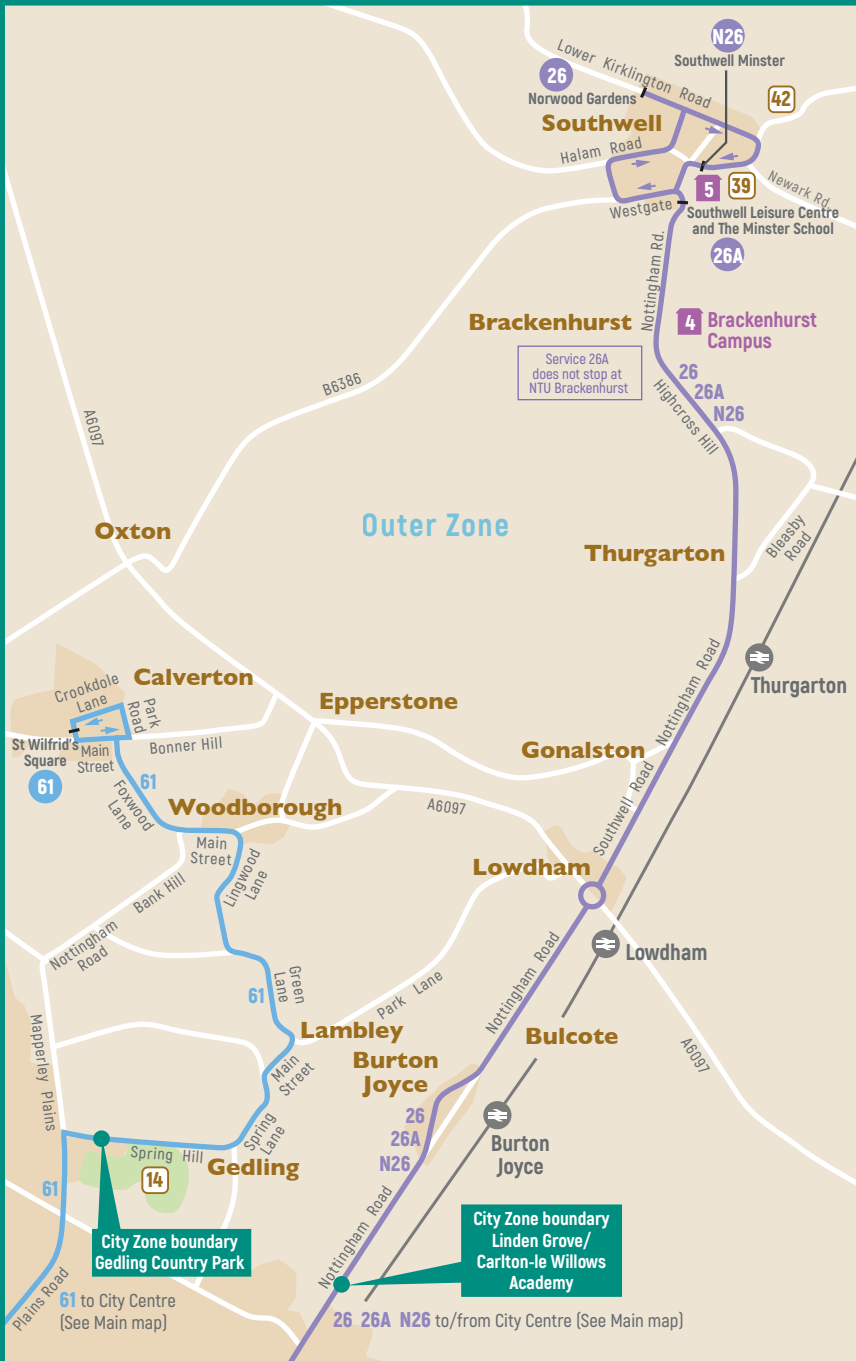 N26
Southwell Minster
Lower Kirklington Road
26
Norwood Gardens
42
Southwell
Halam Road
5
39
Newark Rd.
Westgate
Southwell Leisure Centre
and The Minster School
26A
Nottingham Rd.
Brackenhurst
4
Brackenhurst
Campus
Service 26A
does not stop at
NTU Brackenhurst
26
26A
N26
Highcross Hill
B6386
A6097
Outer Zone
Oxton
Thurgarton
Bleasby
Road
Thurgarton
Nottingham Road
Calverton
Crookdole
Lane
Park
Road
Epperstone
St Wilfrid's
Square
Main
Street
Bonner Hill
61
61
Foxwood
Lane
Gonalston
Southwell Road
Woodborough
A6097
Main
Street
Lingwood
Lane
Bank Hill
Lowdham
Nottingham
Road
Lowdham
Nottingham Road
Green
Lane
61
Park Lane
Lambley
Bulcote
A6097
Mapperley Plains
Main
Street
Burton
Joyce
26
26A
N26
Burton
Joyce
Spring
Lane
Spring Hill
Gedling
14
61
Nottingham Road
City Zone boundary
Gedling Country Park
City Zone boundary
Linden Grove/
Carlton-le Willows
Academy
Plains Road
61 to City Centre
(See Main map)
26 26A N26 to/from City Centre (See Main map)